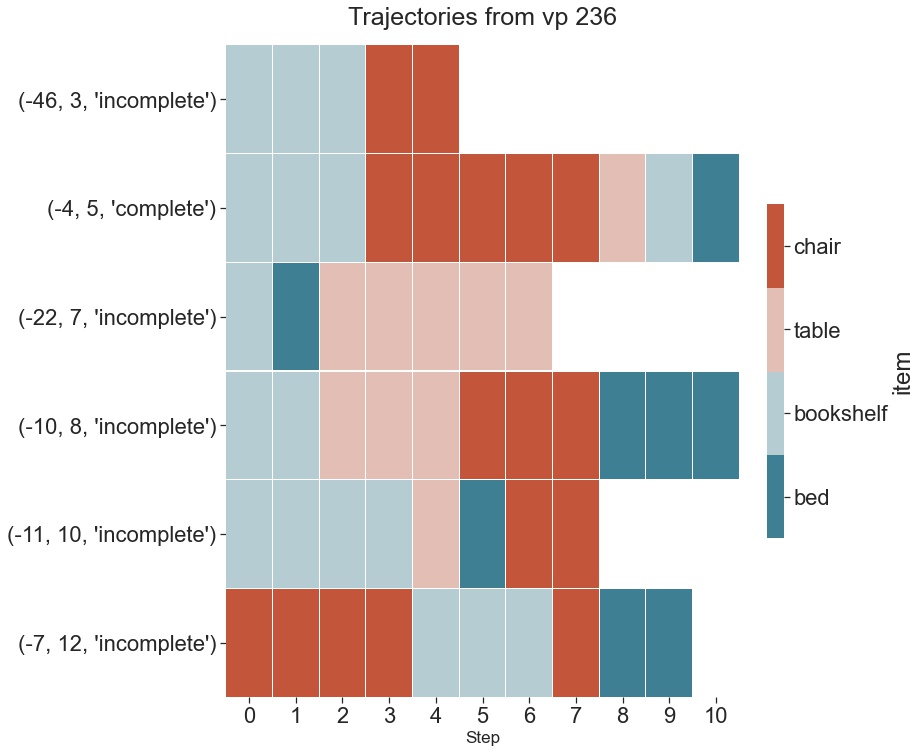 Trajectories from vp 236
(-46, 3, 'incomplete')
(-4, 5, 'complete')
(-22, 7, 'incomplete')
(-10, 8, 'incomplete')
(-11, 10, 'incomplete')
(-7, 12, 'incomplete')
0 1 2 3 4 5 6 7 8 9 10
Step
chair
table
bookshelf
bed
item